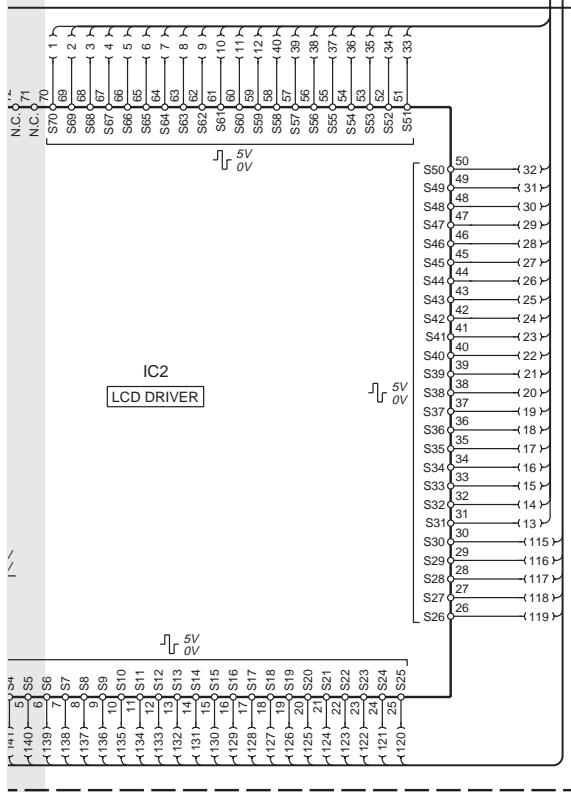 1 2 3 4 5 6 7 8 9 10 11 12 40 39 38 37 36 35 34 33
71 70 69 68 67 66 65 64 63 62 61 60 59 58 57 56 55 54 53 52 51
N.C. N.C. S70 S69 S68 S67 S66 S65 S64 S63 S62 S61 S60 S59 S58 S57 S56 S55 S54 S53 S52 S51
5V
0V
S50 50 32
S49 49 31
S48 48 30
S47 47 29
S46 46 28
S45 45 27
S44 44 26
S43 43 25
S42 42 24
S41 41 23
S40 40 22
S39 39 21
S38 38 20
S37 37 19
S36 36 18
S35 35 17
S34 34 16
S33 33 15
S32 32 14
S31 31 13
S30 30 115
S29 29 116
S28 28 117
S27 27 118
S26 26 119
IC2
LCD DRIVER
5V
0V
5V
0V
S4 S5 S6 S7 S8 S9 S10 S11 S12 S13 S14 S15 S16 S17 S18 S19 S20 S21 S22 S23 S24 S25
5 6 7 8 9 10 11 12 13 14 15 16 17 18 19 20 21 22 23 24 25
141 140 139 138 137 136 135 134 133 132 131 130 129 128 127 126 125 124 123 122 121 120